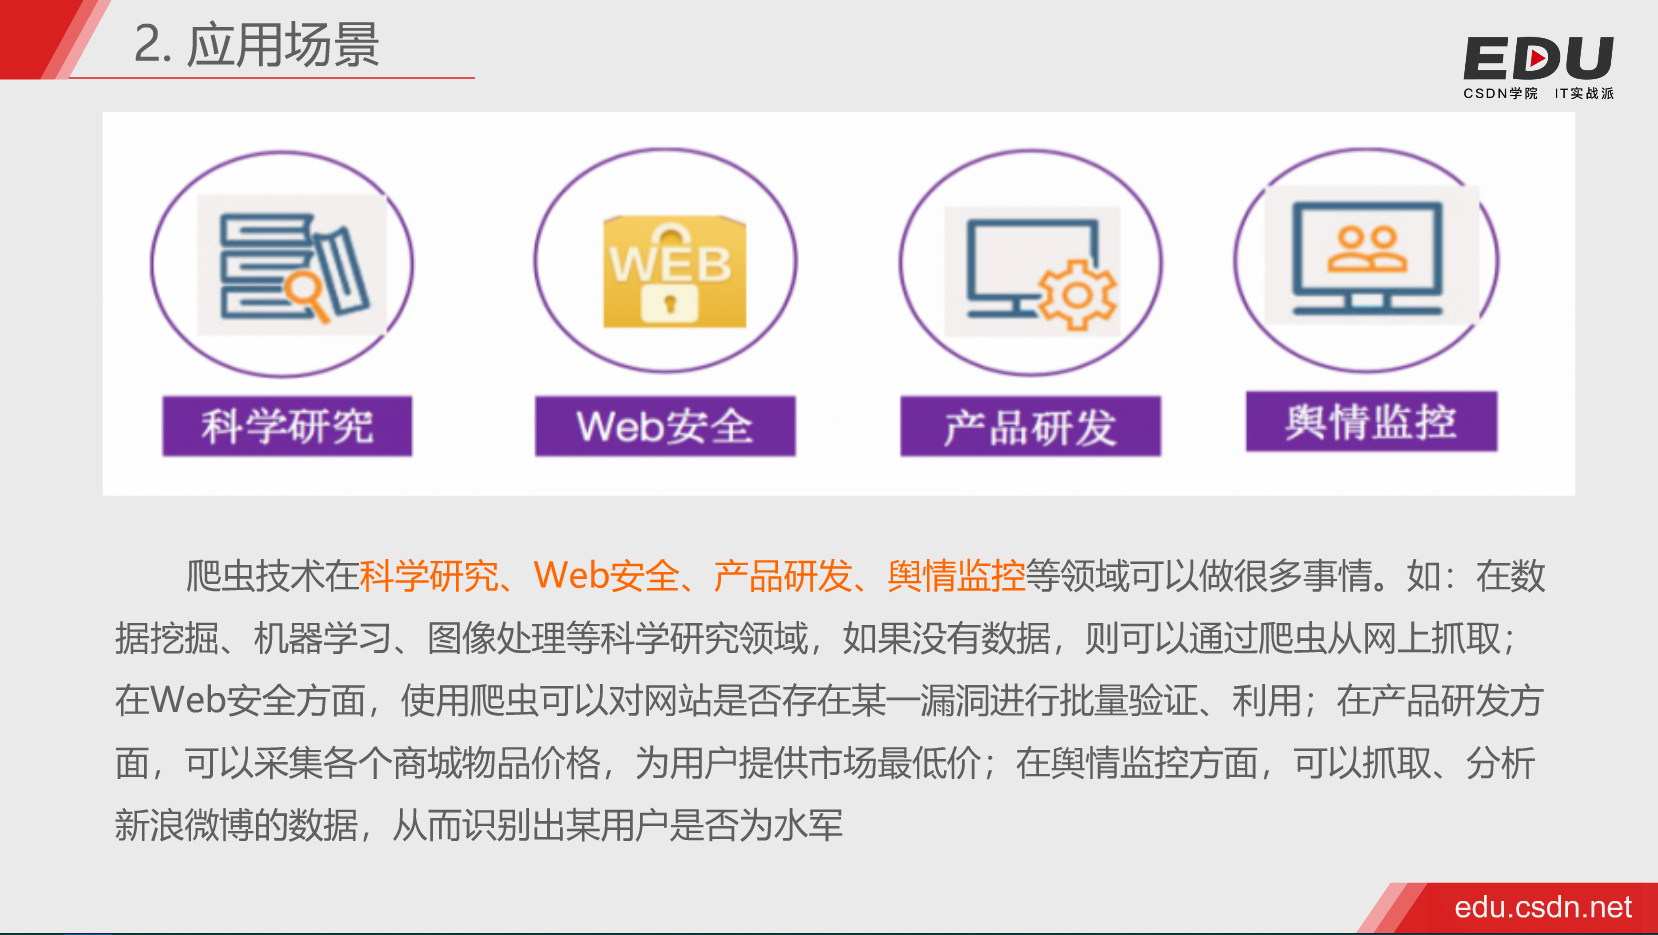 2. 应用场景
EDU
CSDN学院 IT实战派
WEB
科学研究
Web安全
产品研发
舆情监控
爬虫技术在科学研究、Web安全、产品研发、舆情监控等领域可以做很多事情。如：在数
据挖掘、机器学习、图像处理等科学研究领域，如果没有数据，则可以通过爬虫从网上抓取；
在Web安全方面，使用爬虫可以对网站是否存在某一漏洞进行批量验证、利用；在产品研发方
面，可以采集各个商城物品价格，为用户提供市场最低价；在舆情监控方面，可以抓取、分析
新浪微博的数据，从而识别出某用户是否为水军
edu.csdn.net